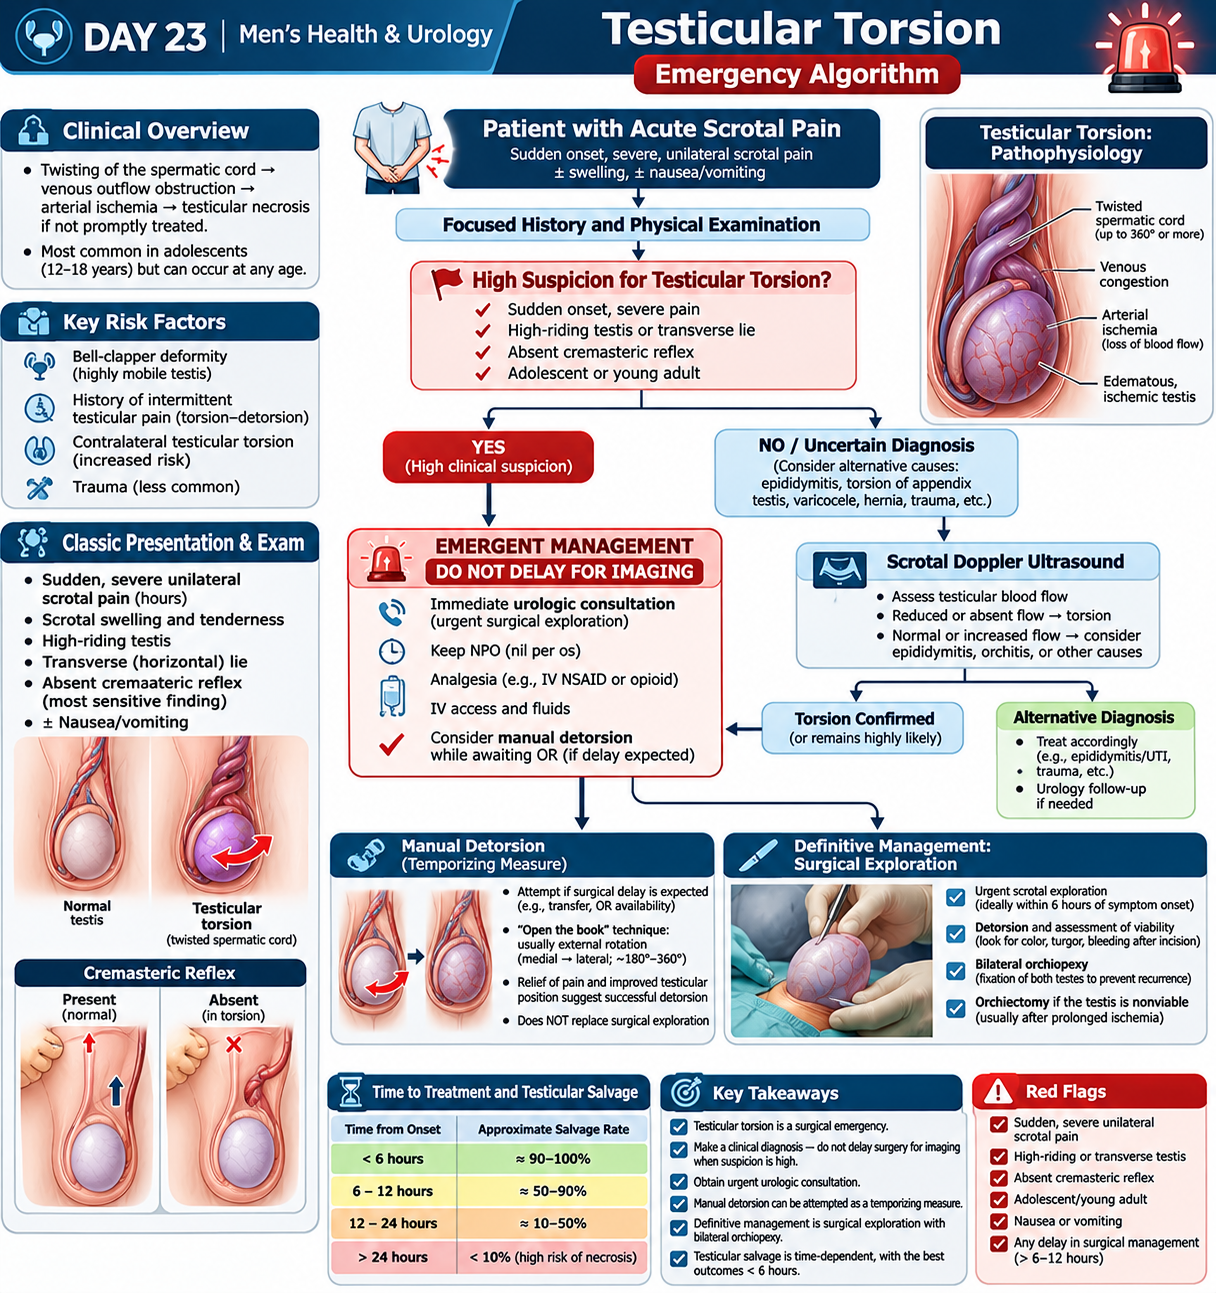 DAY 23 | Men's Health & Urology
Testicular Torsion
Emergency Algorithm
Clinical Overview
• Twisting of the spermatic cord →
venous outflow obstruction →
arterial ischemia → testicular necrosis
if not promptly treated.
• Most common in adolescents
(12–18 years) but can occur at any age.
Key Risk Factors
Bell-clapper deformity
(highly mobile testis)
History of intermittent
testicular pain (torsion–detorsion)
Contralateral testicular torsion
(increased risk)
Trauma (less common)
Classic Presentation & Exam
• Sudden, severe unilateral
scrotal pain (hours)
• Scrotal swelling and tenderness
• High-riding testis
• Transverse (horizontal) lie
• Absent cremaateric reflex
(most sensitive finding)
• ± Nausea/vomiting
Normal
testis
Testicular
torsion
(twisted spermatic cord)
Cremasteric Reflex
Present
(normal)
Absent
(in torsion)
Patient with Acute Scrotal Pain
Sudden onset, severe, unilateral scrotal pain
± swelling, ± nausea/vomiting
Focused History and Physical Examination
High Suspicion for Testicular Torsion?
✓ Sudden onset, severe pain
✓ High-riding testis or transverse lie
✓ Absent cremasteric reflex
✓ Adolescent or young adult
YES
(High clinical suspicion)
NO / Uncertain Diagnosis
(Consider alternative causes:
epididymitis, torsion of appendix
testis, varicocele, hernia, trauma, etc.)
EMERGENT MANAGEMENT
DO NOT DELAY FOR IMAGING
Immediate urologic consultation
(urgent surgical exploration)
Keep NPO (nil per os)
Analgesia (e.g., IV NSAID or opioid)
IV access and fluids
Consider manual detorsion
while awaiting OR (if delay expected)
Scrotal Doppler Ultrasound
• Assess testicular blood flow
• Reduced or absent flow → torsion
• Normal or increased flow → consider
epididymitis, orchitis, or other causes
Torsion Confirmed
(or remains highly likely)
Alternative Diagnosis
• Treat accordingly
(e.g., epididymitis/UTI,
• trauma, etc.)
• Urology follow-up
if needed
Testicular Torsion:
Pathophysiology
Twisted
spermatic cord
(up to 360° or more)
Venous
congestion
Arterial
ischemia
(loss of blood flow)
Edematous,
ischemic testis
Manual Detorsion
(Temporizing Measure)
• Attempt if surgical delay is expected
(e.g., transfer, OR availability)
• "Open the book" technique:
usually external rotation
(medial → lateral; ~180°–360°)
• Relief of pain and improved testicular
position suggest successful detorsion
• Does NOT replace surgical exploration
Definitive Management:
Surgical Exploration
Urgent scrotal exploration
(ideally within 6 hours of symptom onset)
Detorsion and assessment of viability
(look for color, turgor, bleeding after incision)
Bilateral orchiopexy
(fixation of both testes to prevent recurrence)
Orchiectomy if the testis is nonviable
(usually after prolonged ischemia)
Time to Treatment and Testicular Salvage
Time from Onset Approximate Salvage Rate
< 6 hours ≈ 90–100%
6 – 12 hours ≈ 50–90%
12 – 24 hours ≈ 10–50%
> 24 hours < 10% (high risk of necrosis)
Key Takeaways
Testicular torsion is a surgical emergency.
Make a clinical diagnosis — do not delay surgery for imaging
when suspicion is high.
Obtain urgent urologic consultation.
Manual detorsion can be attempted as a temporizing measure.
Definitive management is surgical exploration with
bilateral orchiopexy.
Testicular salvage is time-dependent, with the best
outcomes < 6 hours.
Red Flags
Sudden, severe unilateral
scrotal pain
High-riding or transverse testis
Absent cremasteric reflex
Adolescent/young adult
Nausea or vomiting
Any delay in surgical management
(> 6–12 hours)